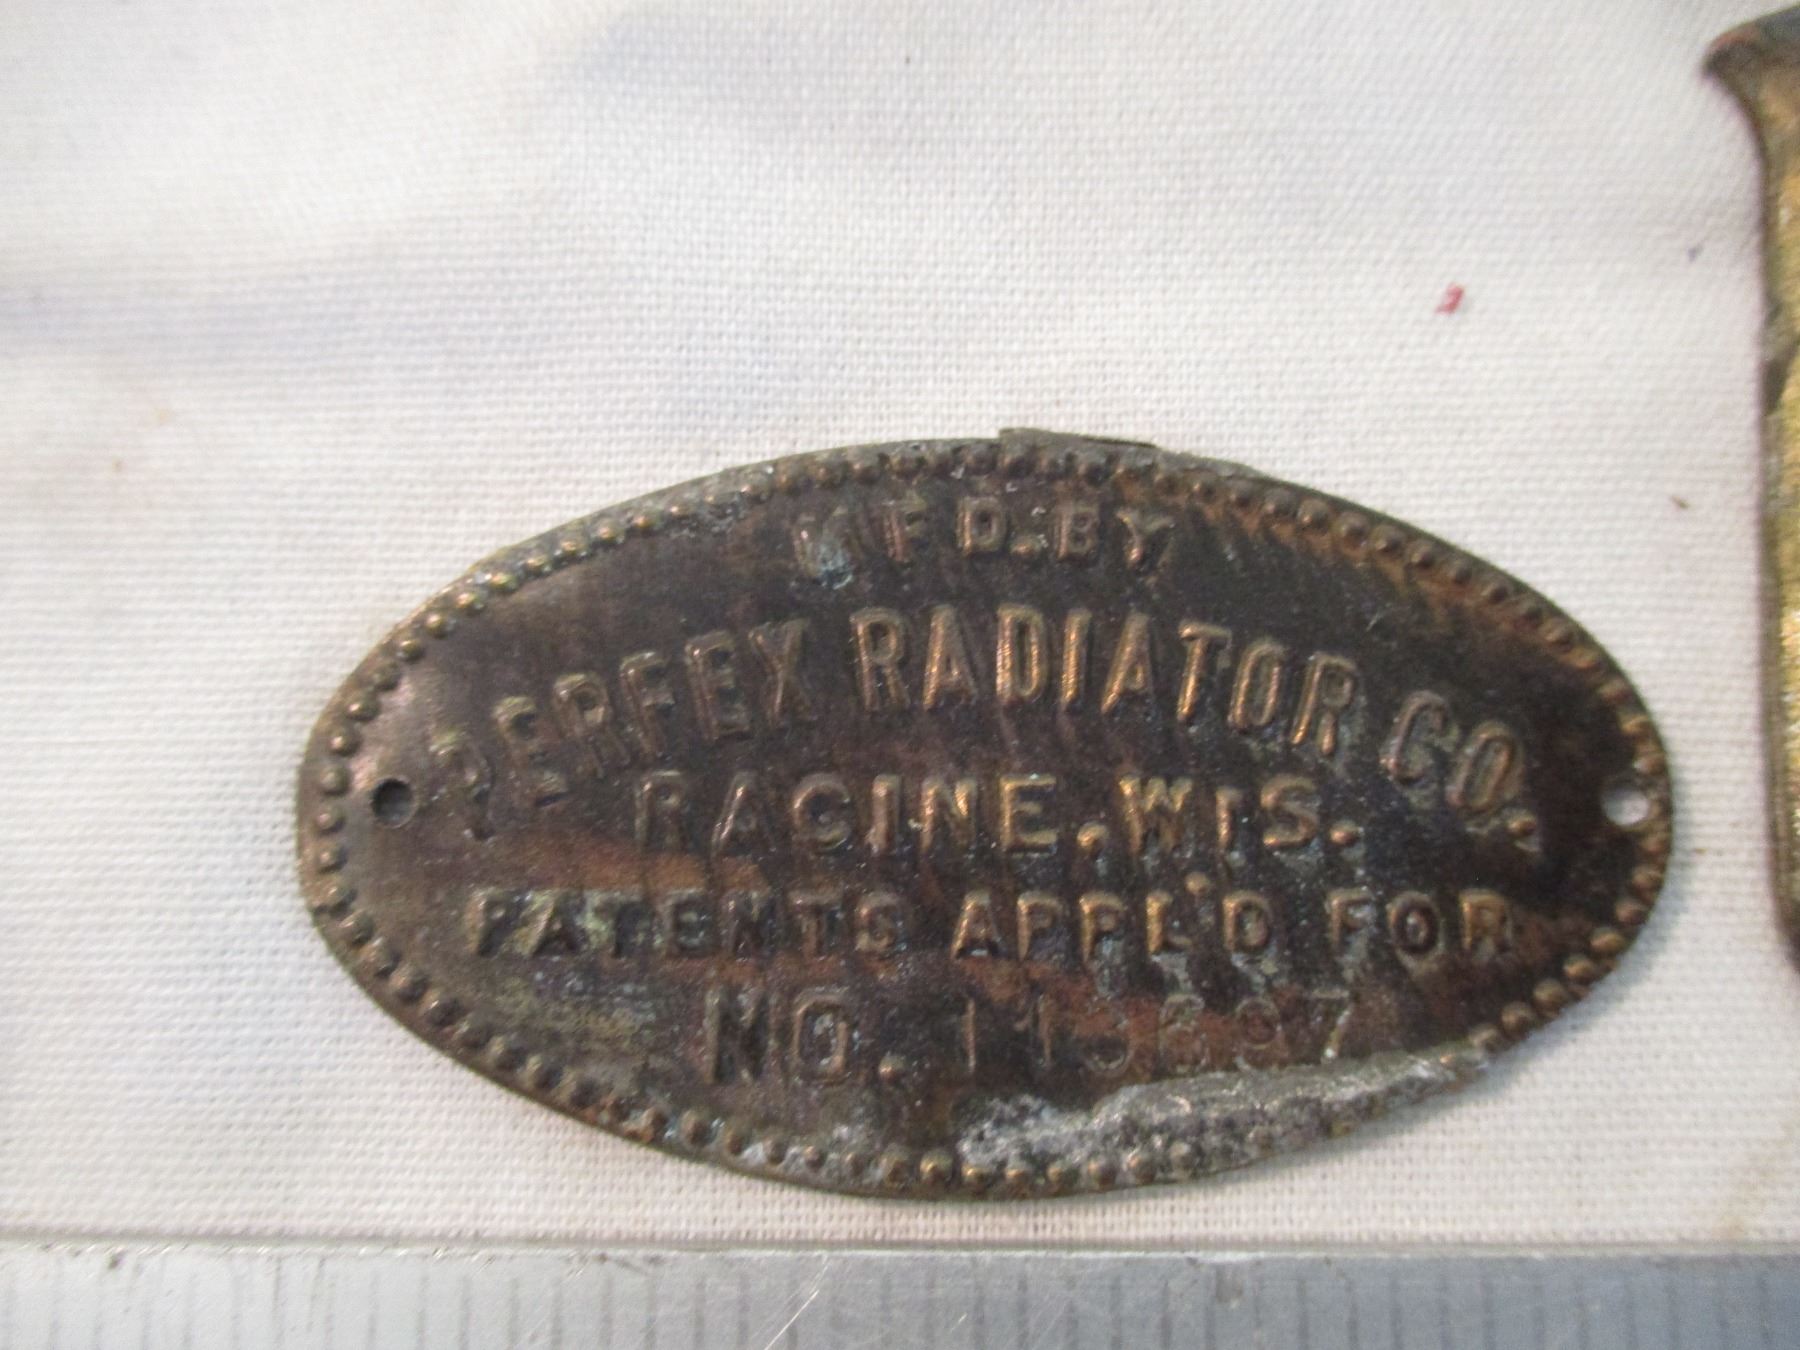 MFD. BY
PERFEX RADIATOR CO.
RACINE, WIS.
PATENTS APPL'D FOR
NO.